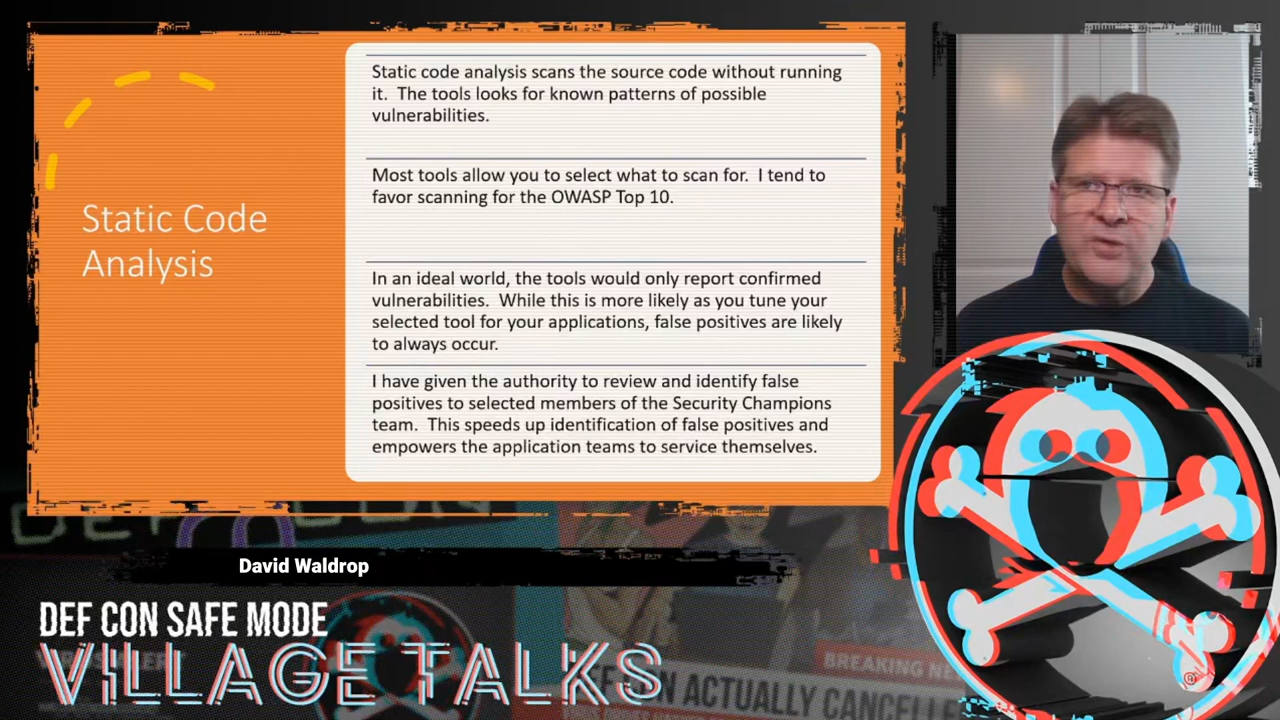 Static Code
Analysis
Static code analysis scans the source code without running
it.  The tools looks for known patterns of possible
vulnerabilities.
Most tools allow you to select what to scan for.  I tend to
favor scanning for the OWASP Top 10.
In an ideal world, the tools would only report confirmed
vulnerabilities.  While this is more likely as you tune your
selected tool for your applications, false positives are likely
to always occur.
I have given the authority to review and identify false
positives to selected members of the Security Champions
team.  This speeds up identification of false positives and
empowers the application teams to service themselves.
David Waldrop
DEF CON SAFE MODE
VILLAGE TALKS
BREAKING
ACTUALLY
®